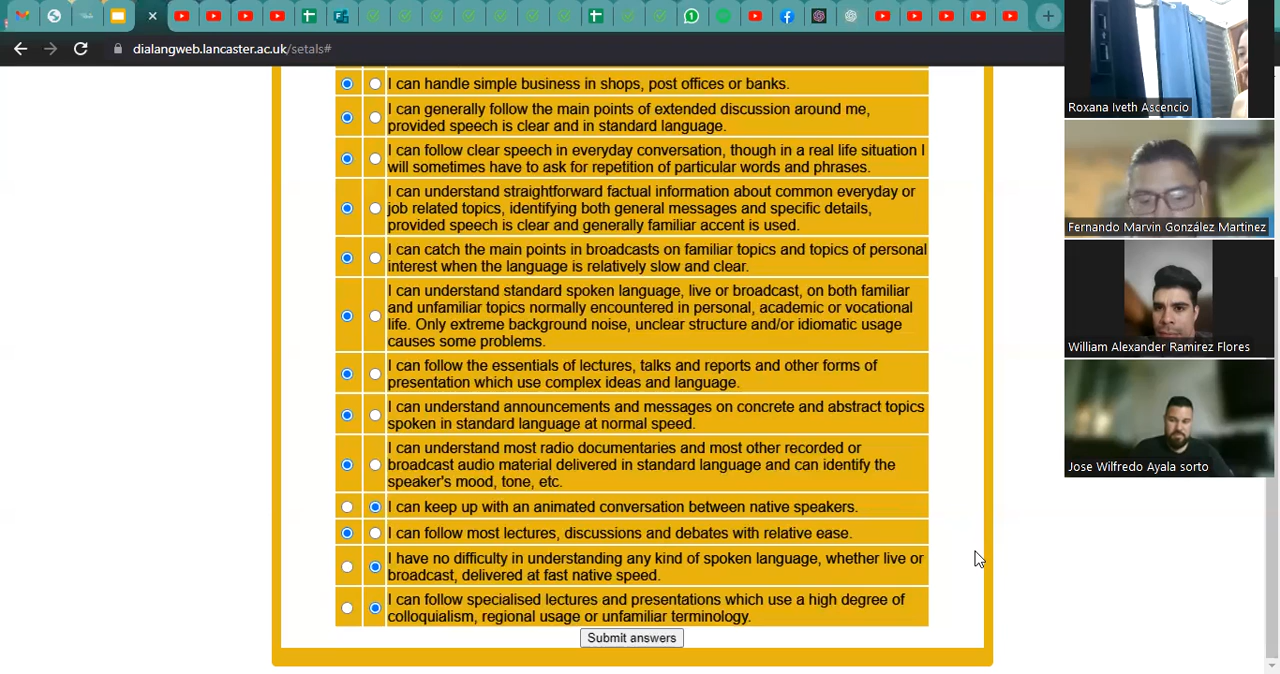 1
dialangweb.lancaster.ac.uk/setals#
I can handle simple business in shops, post offices or banks.
I can generally follow the main points of extended discussion around me,
provided speech is clear and in standard language.
I can follow clear speech in everyday conversation, though in a real life situation I
will sometimes have to ask for repetition of particular words and phrases.
I can understand straightforward factual information about common everyday or
job related topics, identifying both general messages and specific details,
provided speech is clear and generally familiar accent is used.
I can catch the main points in broadcasts on familiar topics and topics of personal
interest when the language is relatively slow and clear.
I can understand standard spoken language, live or broadcast, on both familiar
and unfamiliar topics normally encountered in personal, academic or vocational
life. Only extreme background noise, unclear structure and/or idiomatic usage
causes some problems.
I can follow the essentials of lectures, talks and reports and other forms of
presentation which use complex ideas and language.
I can understand announcements and messages on concrete and abstract topics
spoken in standard language at normal speed.
I can understand most radio documentaries and most other recorded or
broadcast audio material delivered in standard language and can identify the
speaker's mood, tone, etc.
I can keep up with an animated conversation between native speakers.
I can follow most lectures, discussions and debates with relative ease.
I have no difficulty in understanding any kind of spoken language, whether live or
broadcast, delivered at fast native speed.
I can follow specialised lectures and presentations which use a high degree of
colloquialism, regional usage or unfamiliar terminology.
Submit answers
Roxana Iveth Ascencio
Fernando Marvin González Martinez
William Alexander Ramirez Flores
Jose Wilfredo Ayala sorto